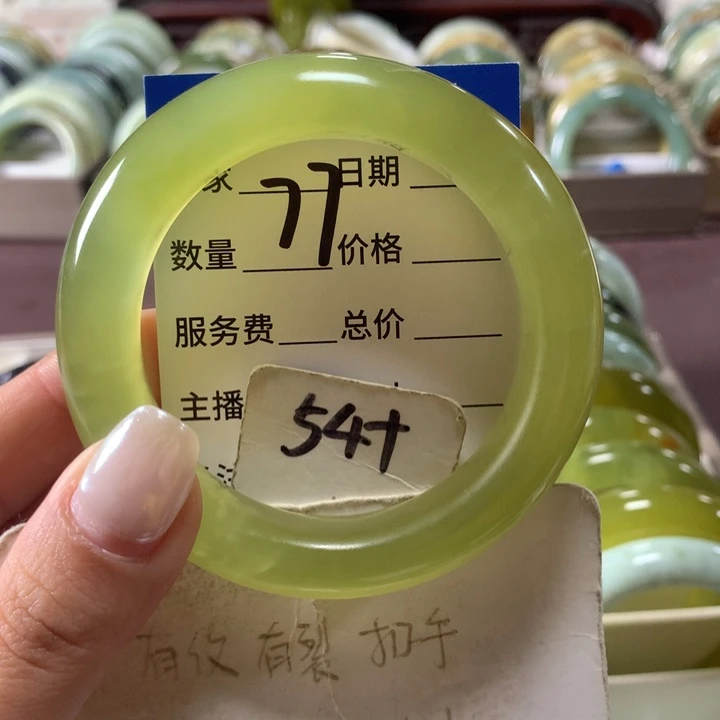 家 77 日期
数量 价格
服务费 总价
主播
54+
有纹 有裂 扣手